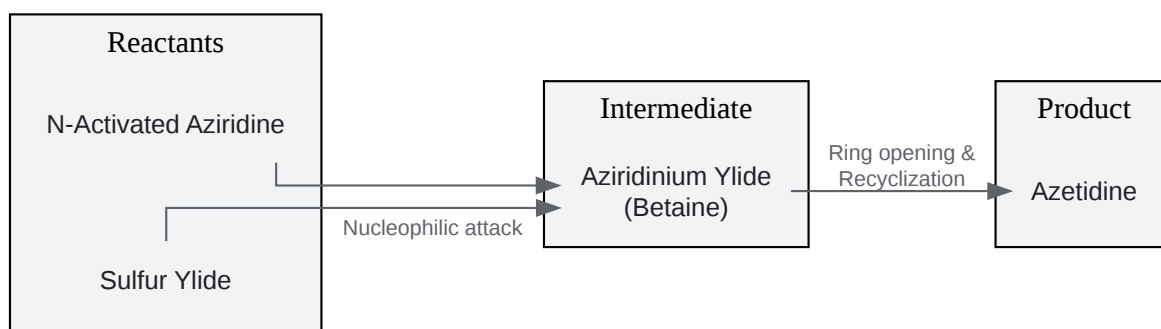 Reactants
N-Activated Aziridine
Sulfur Ylide
Nucleophilic attack
Intermediate
Aziridinium Ylide
(Betaine)
Ring opening &
Recyclization
Product
Azetidine